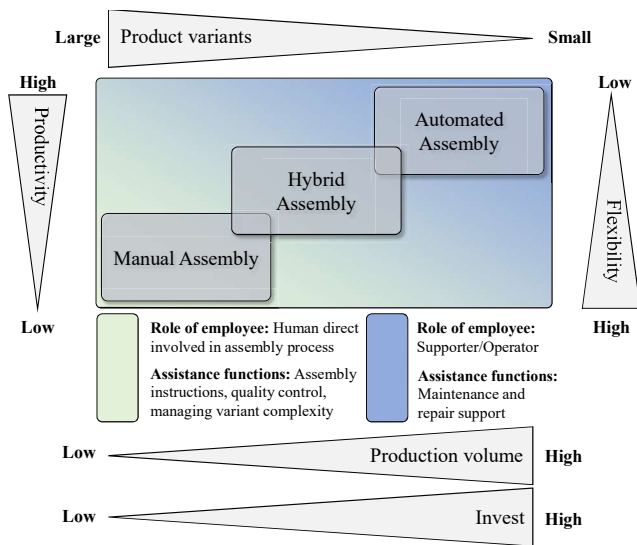 Large Product variants Small
High Low
Productivity
Automated
Assembly
Hybrid
Assembly
Manual Assembly
Flexibility
Low High
Role of employee: Human direct
involved in assembly process
Assistance functions: Assembly
instructions, quality control,
managing variant complexity
Role of employee:
Supporter/Operator
Assistance functions:
Maintenance and
repair support
Low Production volume High
Low Invest High